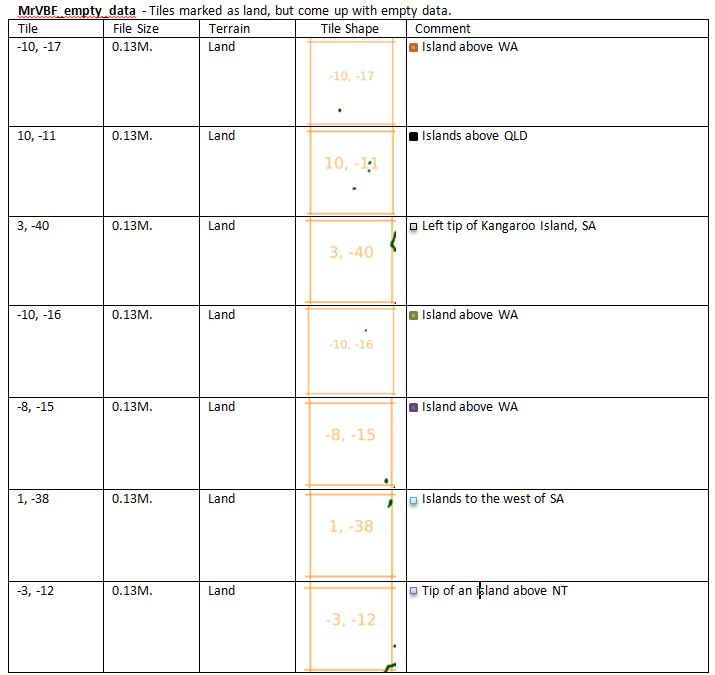 MrVBF_empty_data - Tiles marked as land, but come up with empty data.
Tile File Size Terrain Tile Shape Comment
-10, -17 0.13M. Land -10, -17 Island above WA
10, -11 0.13M. Land 10, -11 Islands above QLD
3, -40 0.13M. Land 3, -40 Left tip of Kangaroo Island, SA
-10, -16 0.13M. Land -10, -16 Island above WA
-8, -15 0.13M. Land -8, -15 Island above WA
1, -38 0.13M. Land 1, -38 Islands to the west of SA
-3, -12 0.13M. Land -3, -12 Tip of an island above NT